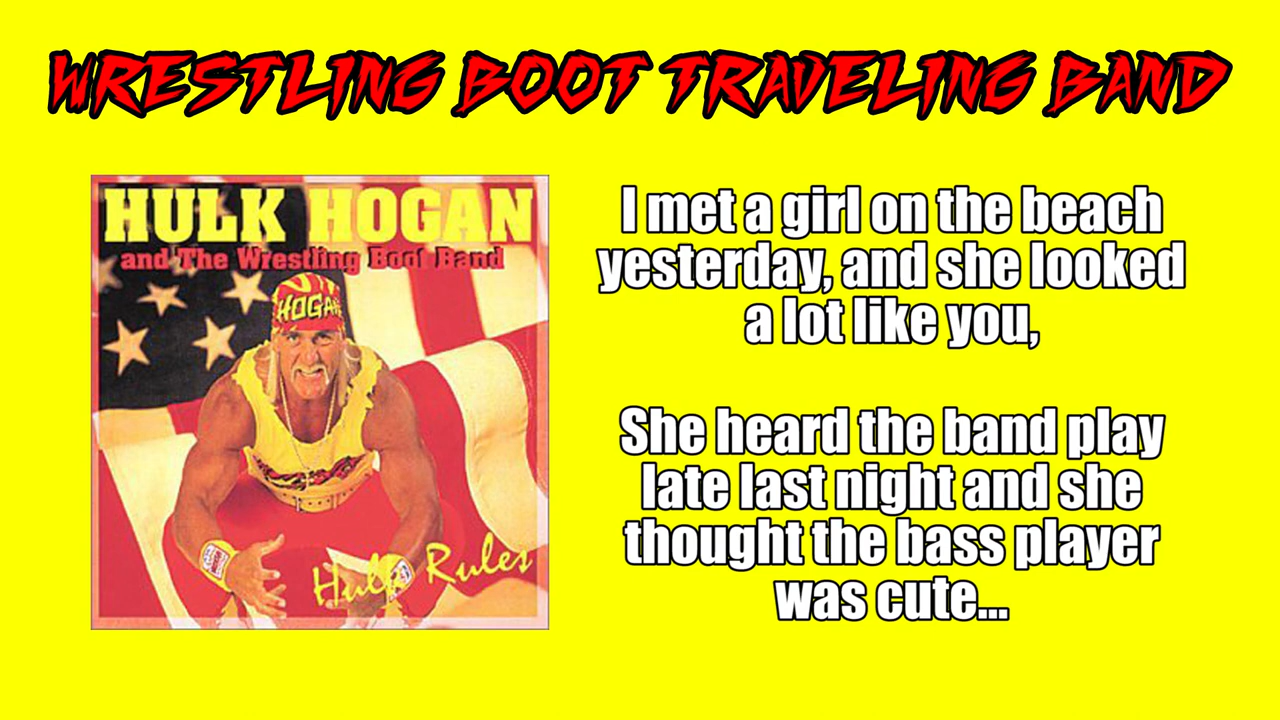 WRESTLING BOOT TRAVELING BAND
HULK HOGAN
and The Wrestling Boot Band
HOGAN
Hulk Rules
I met a girl on the beach
yesterday, and she looked
a lot like you,
She heard the band play
late last night and she
thought the bass player
was cute...